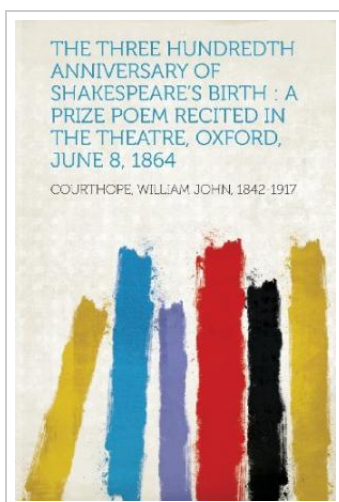 THE THREE HUNDREDTH
ANNIVERSARY OF
SHAKESPEARE'S BIRTH : A
PRIZE POEM RECITED IN
THE THEATRE, OXFORD,
JUNE 8, 1864
COURTHOPE, WILLIAM JOHN, 1842-1917